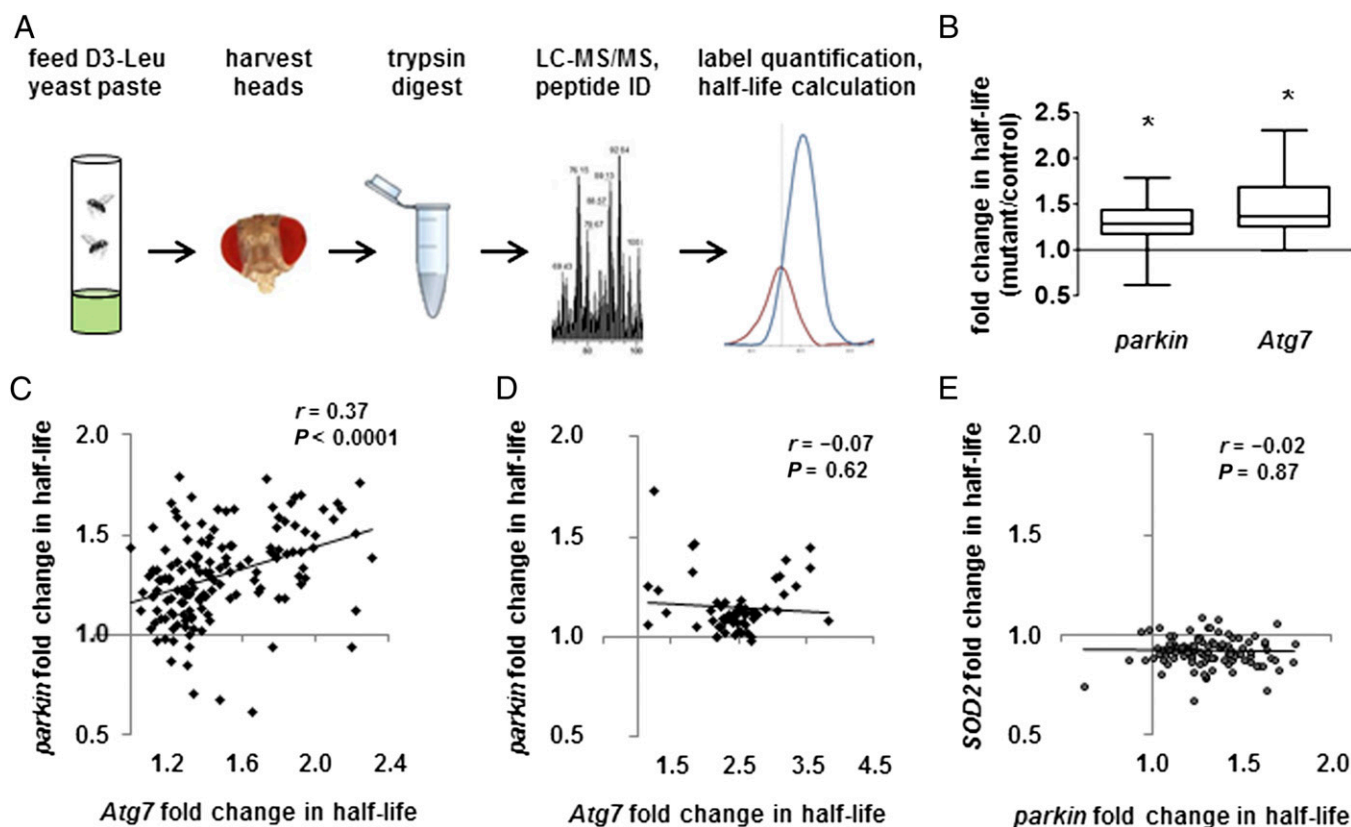 A
feed D3-Leu
yeast paste
harvest
heads
trypsin
digest
LC-MS/MS,
peptide ID
label quantification,
half-life calculation
B
fold change in half-life
(mutant/control)
2.5
2.0
1.5
1.0
0.5
*
*
parkin
Atg7
C
r = 0.37
P < 0.0001
parkin fold change in half-life
2.0
1.5
1.0
0.5
1.2
1.6
2.0
2.4
Atg7 fold change in half-life
D
r = −0.07
P = 0.62
parkin fold change in half-life
2.0
1.5
1.0
0.5
1.5
2.5
3.5
4.5
Atg7 fold change in half-life
E
r = −0.02
P = 0.87
SOD2 fold change in half-life
2.0
1.5
1.0
0.5
1.0
2.0
parkin fold change in half-life